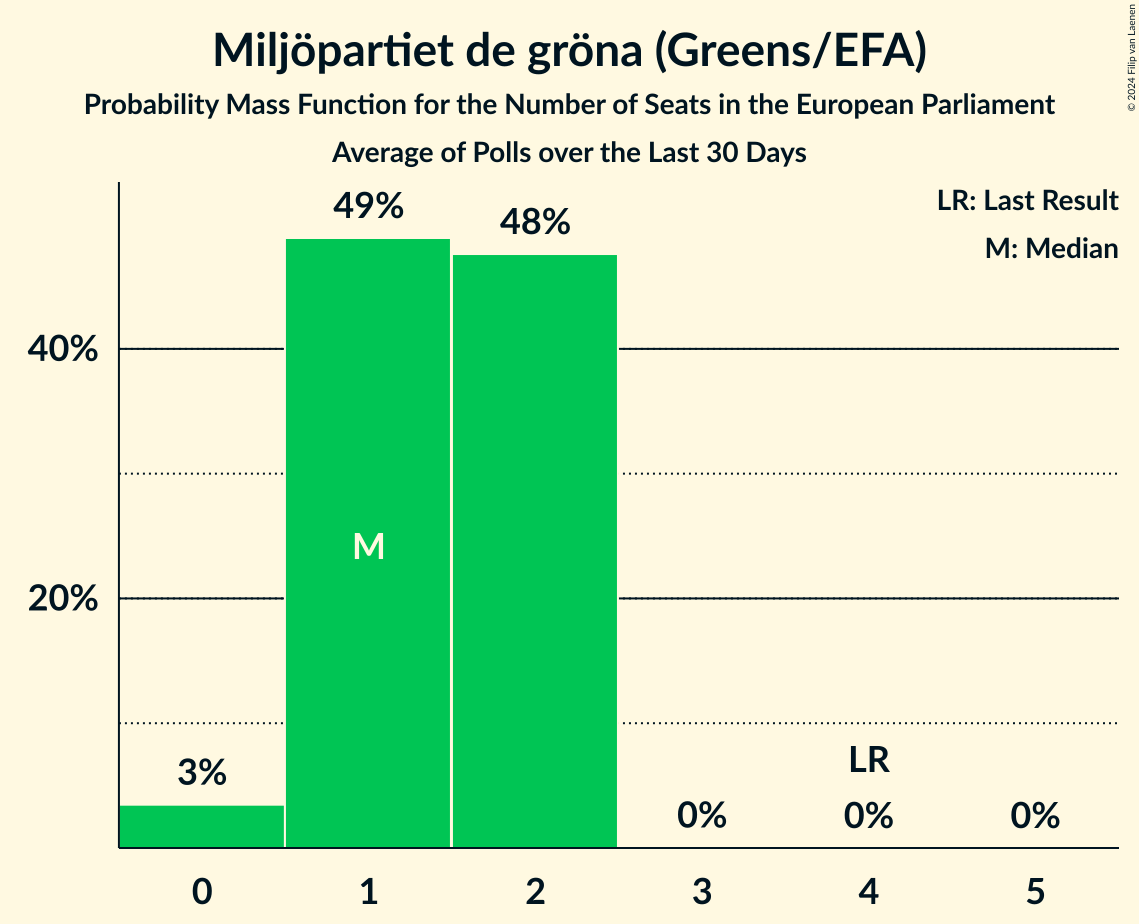 Miljöpartiet de gröna (Greens/EFA)
Probability Mass Function for the Number of Seats in the European Parliament
Average of Polls over the Last 30 Days
© 2024 Filip van Laenen
LR: Last Result
M: Median
49%
48%
40%
M
20%
LR
3%
0%
0%
0%
0
1
2
3
4
5